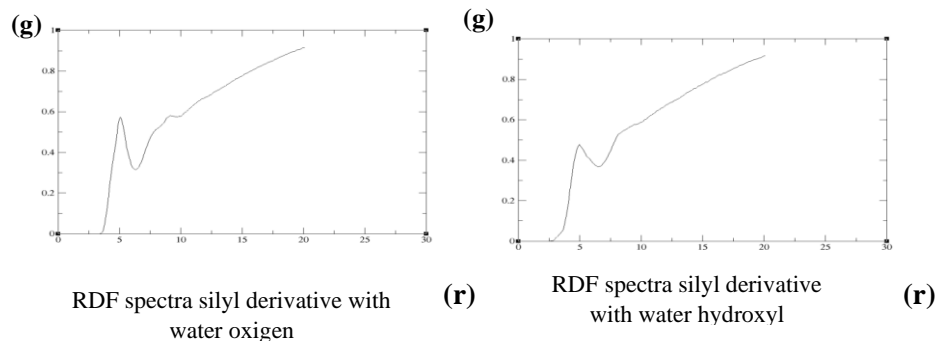 (g)
1
0.8
0.6
0.4
0.2
0
0 5 10 15 20 25 30
RDF spectra silyl derivative with
water oxigen
(r)
(g)
1
0.8
0.6
0.4
0.2
0
0 5 10 15 20 25 30
RDF spectra silyl derivative
with water hydroxyl
(r)